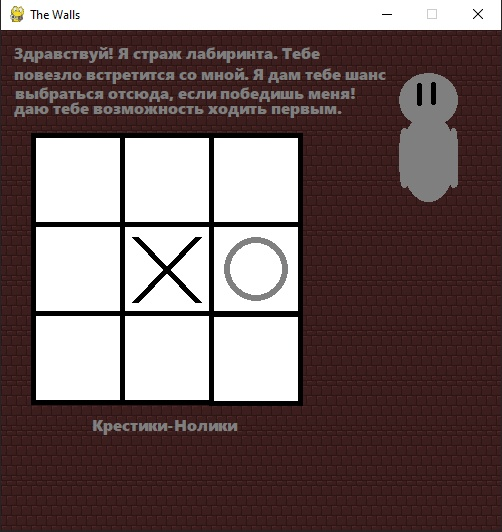 The Walls
Здравствуй! Я страж лабиринта. Тебе
повезло встретится со мной. Я дам тебе шанс
выбраться отсюда, если победишь меня!
даю тебе возможность ходить первым.
Крестики-Нолики